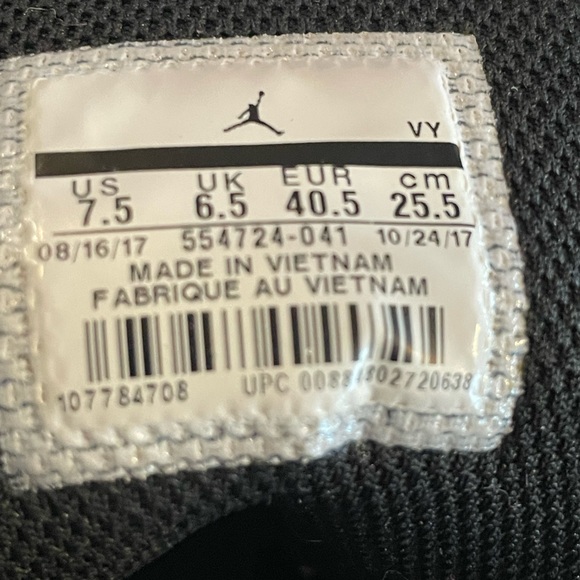 VY
US UK EUR cm
7.5 6.5 40.5 25.5
08/16/17 554724-041 10/24/17
MADE IN VIETNAM
FABRIQUE AU VIETNAM
107784708 UPC